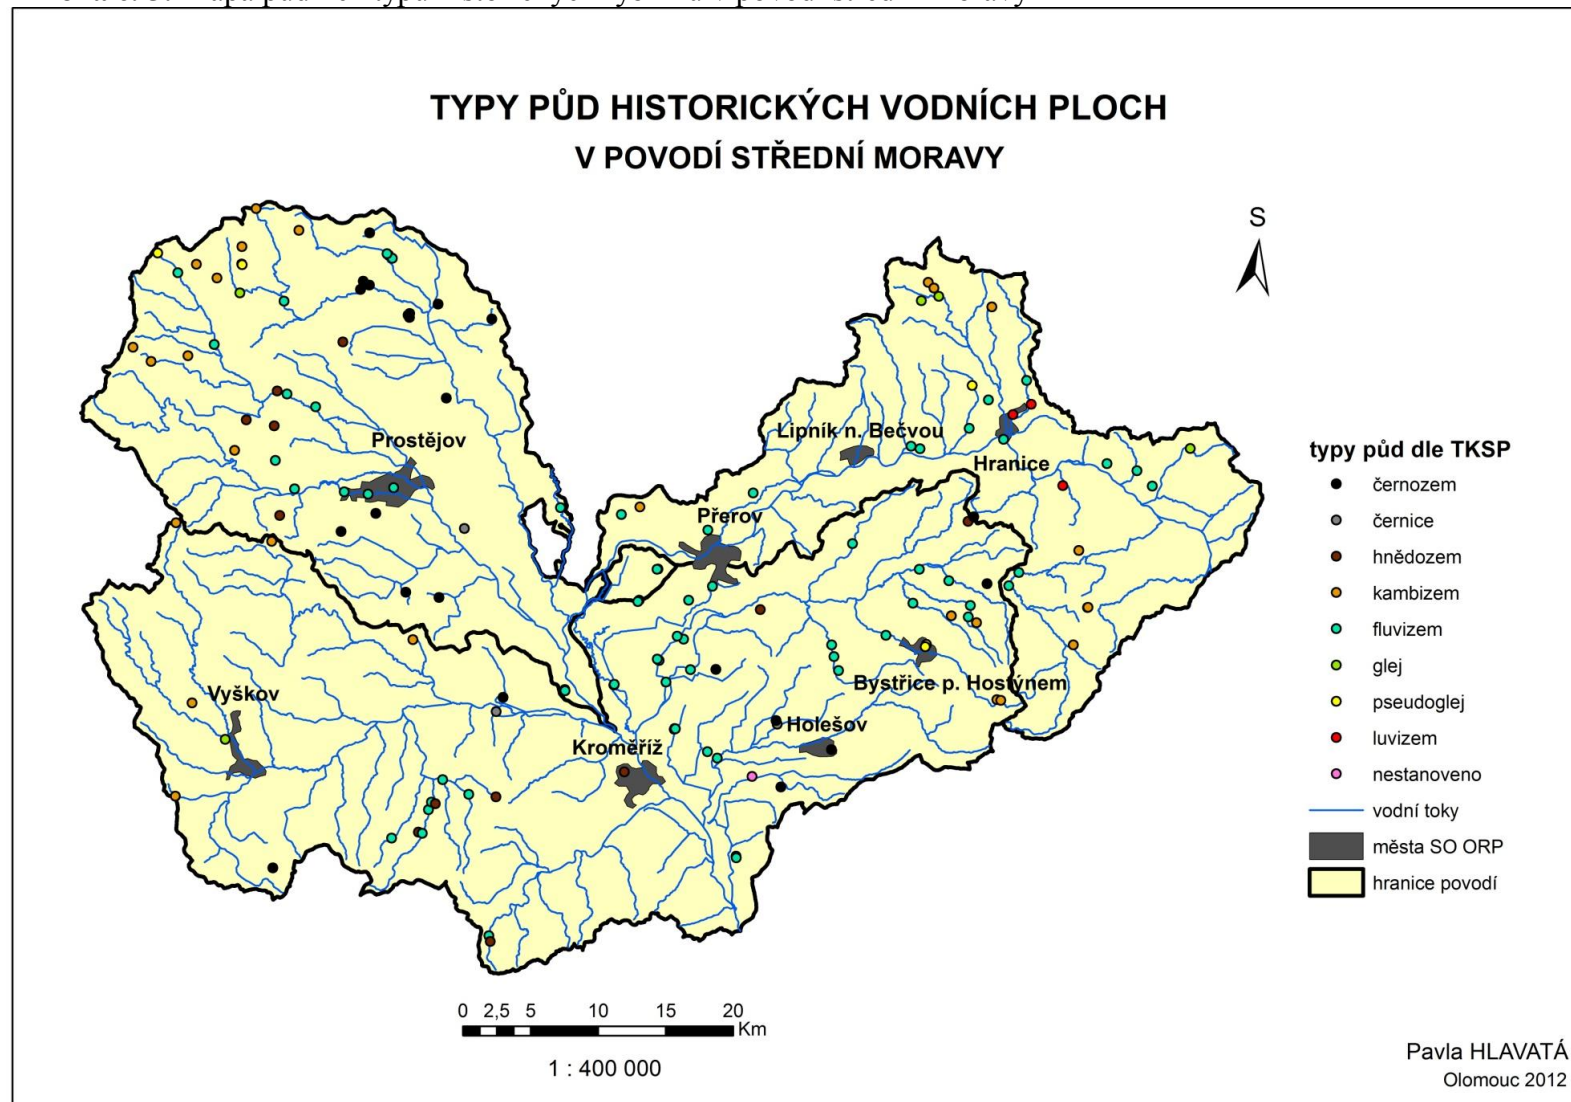 TYPY PŮD HISTORICKÝCH VODNÍCH PLOCH
V POVODÍ STŘEDNÍ MORAVY
S
Prostějov
Lipník n. Bečvou
Hranice
Přerov
Bystřice p. Hostýnem
Vyškov
Holešov
Kroměříž
typy půd dle TKSP
černozem
černice
hnědozem
kambizem
fluvizem
glej
pseudoglej
luvizem
nestanoveno
vodní toky
města SO ORP
hranice povodí
0 2,5 5 10 15 20
Km
1 : 400 000
Pavla HLAVATÁ
Olomouc 2012